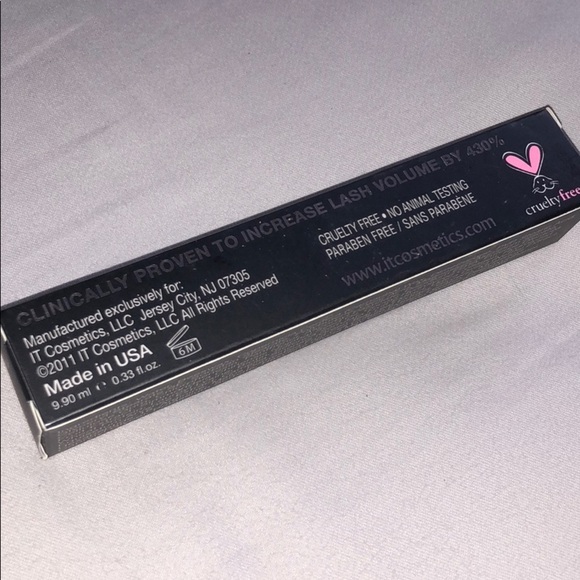 CLINICALLY PROVEN TO INCREASE LASH VOLUME BY 430%
Manufactured exclusively for:
IT Cosmetics, LLC Jersey City, NJ 07305
©2011 IT Cosmetics, LLC All Rights Reserved
Made in USA
6M
9.90 ml ℮ 0.33 fl.oz.
CRUELTY FREE • NO ANIMAL TESTING
PARABEN FREE / SANS PARABENE
www.itcosmetics.com
crueltyfree